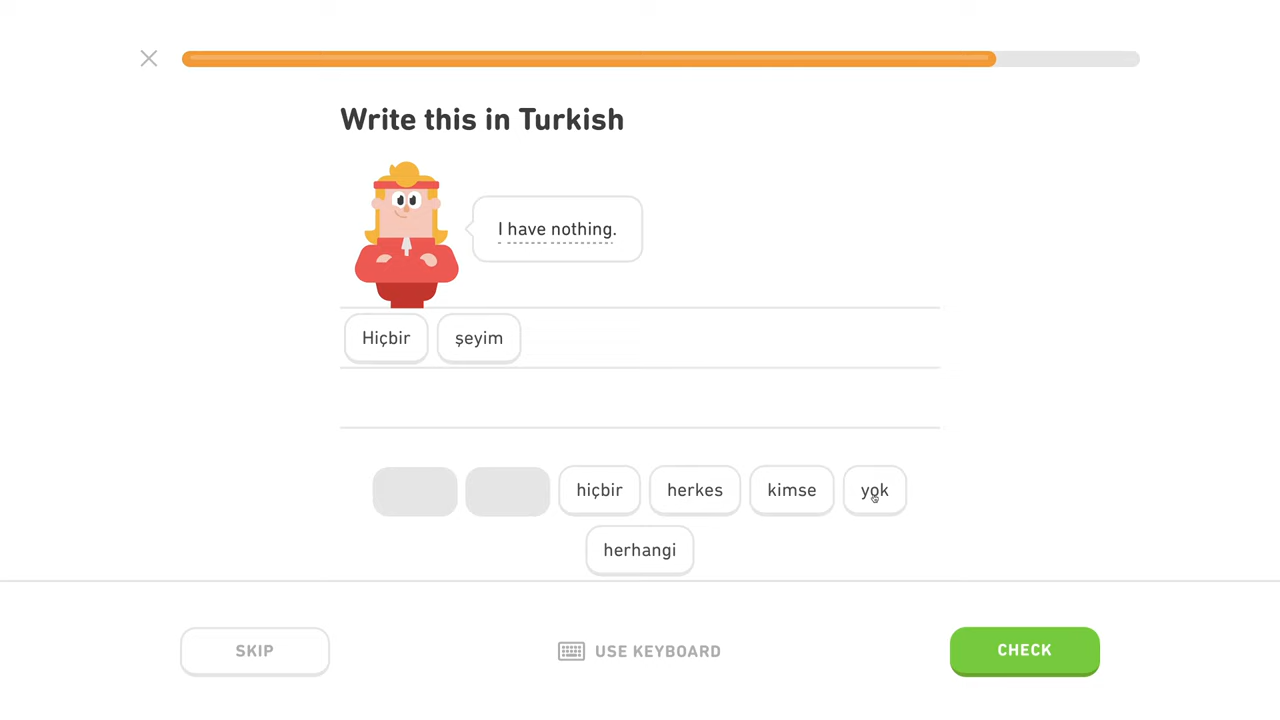 Write this in Turkish
I have nothing.
Hiçbir şeyim
hiçbir herkes kimse yok
herhangi
SKIP USE KEYBOARD CHECK